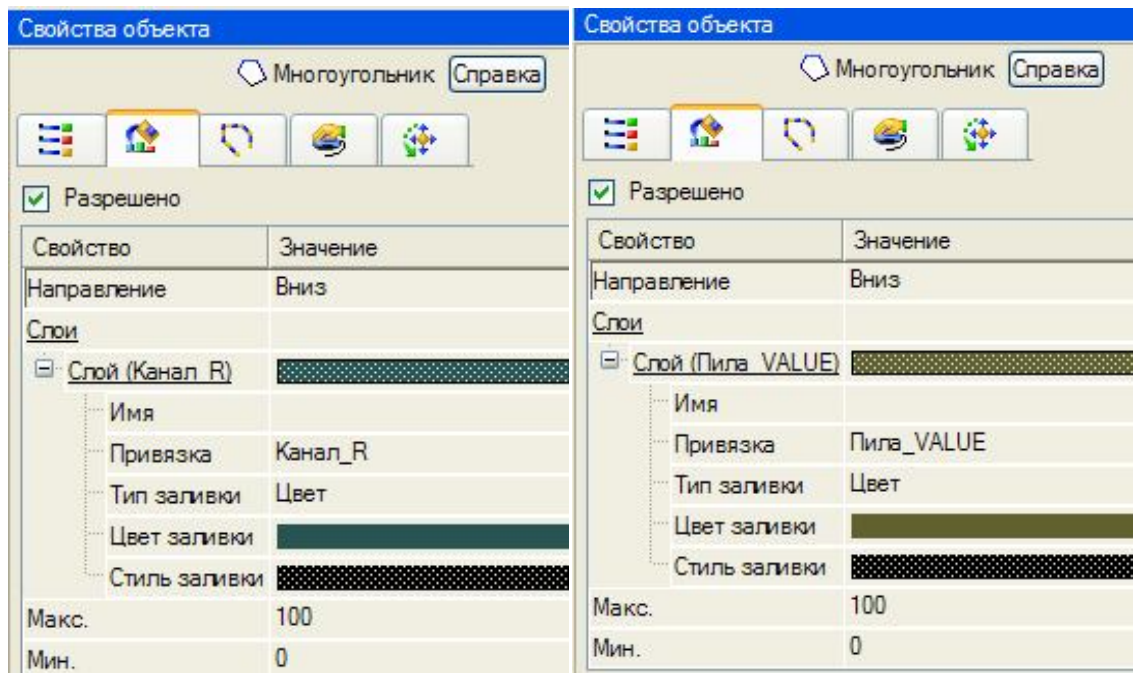 Свойства объекта
Многоугольник Справка
Разрешено
Свойство Значение
Направление Вниз
Слои
Слой (Канал_R)
Имя
Привязка Канал_R
Тип заливки Цвет
Цвет заливки
Стиль заливки
Макс. 100
Мин. 0
Свойства объекта
Многоугольник Справка
Разрешено
Свойство Значение
Направление Вниз
Слои
Слой (Пила_VALUE)
Имя
Привязка Пила_VALUE
Тип заливки Цвет
Цвет заливки
Стиль заливки
Макс. 100
Мин. 0